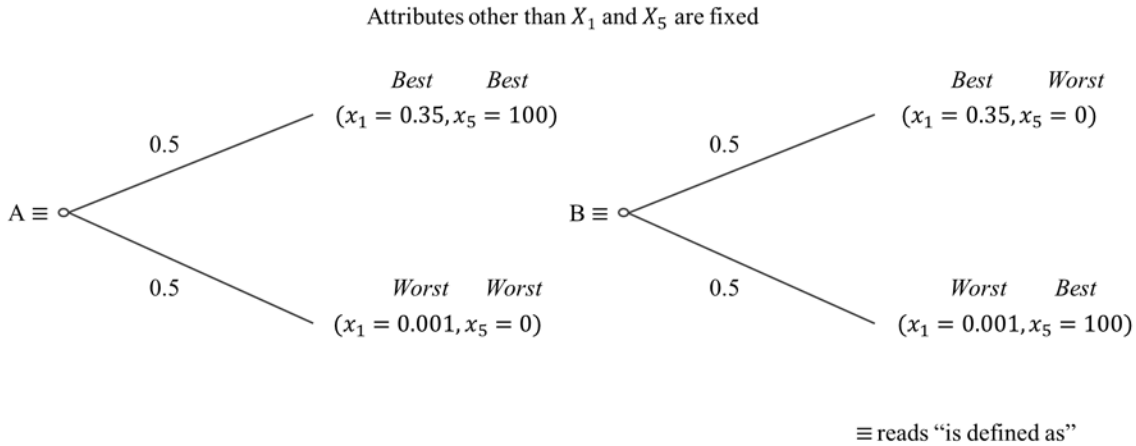 Attributes other than X₁ and X₅ are fixed
Best Best
(x₁ = 0.35, x₅ = 100)
0.5
A ≡
0.5
Worst Worst
(x₁ = 0.001, x₅ = 0)
Best Worst
(x₁ = 0.35, x₅ = 0)
0.5
B ≡
0.5
Worst Best
(x₁ = 0.001, x₅ = 100)
≡ reads “is defined as”